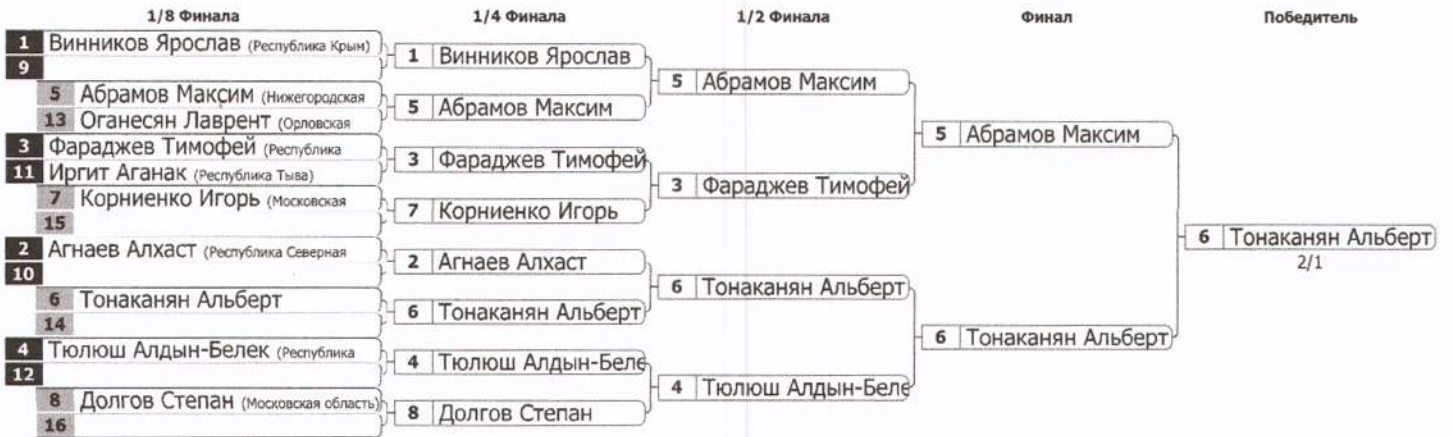 1/8 Финала 1/4 Финала 1/2 Финала Финал Победитель
1 Винников Ярослав (Республика Крым)
9
5 Абрамов Максим (Нижегородская
13 Оганесян Лаврент (Орловская
3 Фараджев Тимофей (Республика
11 Иргит Аганак (Республика Тыва)
7 Корниенко Игорь (Московская
15
2 Агнаев Алхаст (Республика Северная
10
6 Тонаканян Альберт
14
4 Тюлюш Алдын-Белек (Республика
12
8 Долгов Степан (Московская область)
16
1 Винников Ярослав
5 Абрамов Максим
3 Фараджев Тимофей
7 Корниенко Игорь
2 Агнаев Алхаст
6 Тонаканян Альберт
4 Тюлюш Алдын-Беле
8 Долгов Степан
5 Абрамов Максим
3 Фараджев Тимофей
6 Тонаканян Альберт
4 Тюлюш Алдын-Беле
5 Абрамов Максим
6 Тонаканян Альберт
6 Тонаканян Альберт
2/1